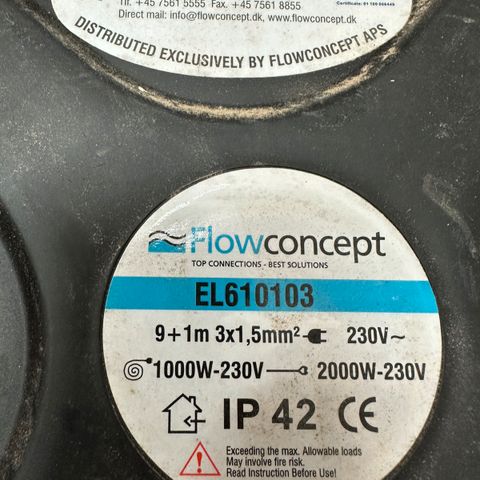 Tlf. +45 7561 5555 Fax. +45 7561 8855
Direct mail: info@flowconcept.dk, www.flowconcept.dk
DISTRIBUTED EXCLUSIVELY BY FLOWCONCEPT APS
Flowconcept
TOP CONNECTIONS - BEST SOLUTIONS
EL610103
9+1m 3x1,5mm² 230V~
1000W-230V 2000W-230V
IP 42 CE
Exceeding the max. Allowable loads
May involve fire risk.
Read Instruction Before Use!